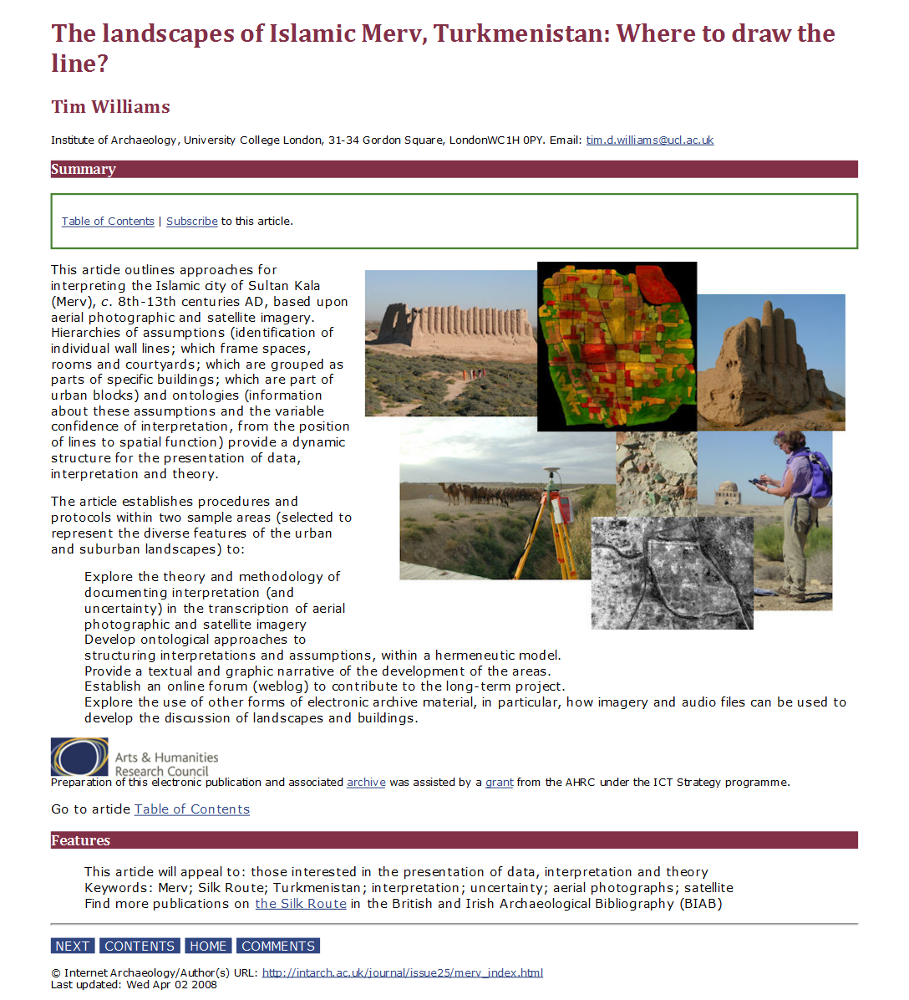 The landscapes of Islamic Merv, Turkmenistan: Where to draw the
line?
Tim Williams
Institute of Archaeology, University College London, 31-34 Gordon Square, LondonWC1H 0PY. Email: tim.d.williams@ucl.ac.uk
Summary
Table of Contents | Subscribe to this article.
This article outlines approaches for
interpreting the Islamic city of Sultan Kala
(Merv), c. 8th-13th centuries AD, based upon
aerial photographic and satellite imagery.
Hierarchies of assumptions (identification of
individual wall lines; which frame spaces,
rooms and courtyards; which are grouped as
parts of specific buildings; which are part of
urban blocks) and ontologies (information
about these assumptions and the variable
confidence of interpretation, from the position
of lines to spatial function) provide a dynamic
structure for the presentation of data,
interpretation and theory.
The article establishes procedures and
protocols within two sample areas (selected to
represent the diverse features of the urban
and suburban landscapes) to:
Explore the theory and methodology of
documenting interpretation (and
uncertainty) in the transcription of aerial
photographic and satellite imagery
Develop ontological approaches to
structuring interpretations and assumptions, within a hermeneutic model.
Provide a textual and graphic narrative of the development of the areas.
Establish an online forum (weblog) to contribute to the long-term project.
Explore the use of other forms of electronic archive material, in particular, how imagery and audio files can be used to
develop the discussion of landscapes and buildings.
Arts & Humanities
Research Council
Preparation of this electronic publication and associated archive was assisted by a grant from the AHRC under the ICT Strategy programme.
Go to article Table of Contents
Features
This article will appeal to: those interested in the presentation of data, interpretation and theory
Keywords: Merv; Silk Route; Turkmenistan; interpretation; uncertainty; aerial photographs; satellite
Find more publications on the Silk Route in the British and Irish Archaeological Bibliography (BIAB)
NEXT CONTENTS HOME COMMENTS
© Internet Archaeology/Author(s) URL: http://intarch.ac.uk/journal/issue25/merv_index.html
Last updated: Wed Apr 02 2008